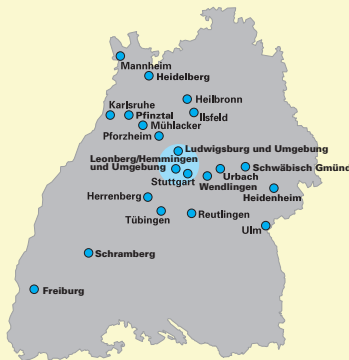 Mannheim
Heidelberg
Heilbronn
Karlsruhe
Pfinztal
Ilsfeld
Mühlacker
Pforzheim
Ludwigsburg und Umgebung
Leonberg/Hemmingen
und Umgebung
Schwäbisch Gmünd
Urbach
Stuttgart
Wendlingen
Heidenheim
Herrenberg
Tübingen
Reutlingen
Ulm
Schramberg
Freiburg